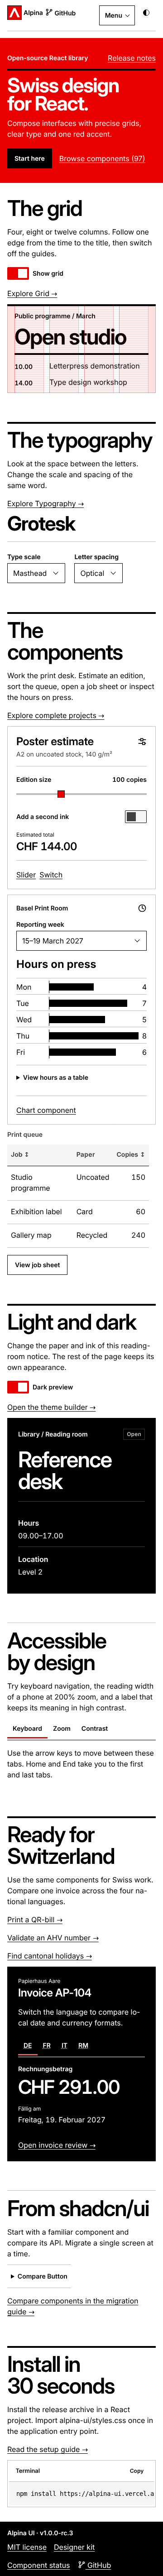 Alpina GitHub Menu
Open-source React library Release notes
Swiss design
for React.
Compose interfaces with precise grids,
clear type and one red accent.
Start here Browse components (97)
The grid
Four, eight or twelve columns. Follow one
edge from the time to the title, then switch
off the guides.
Show grid
Explore Grid →
Public programme / March
Open studio
10.00 Letterpress demonstration
14.00 Type design workshop
The typography
Look at the space between the letters.
Change the scale and spacing of the
same word.
Explore Typography →
Grotesk
Type scale Letter spacing
Masthead Optical
The
components
Work the print desk. Estimate an edition,
sort the queue, open a job sheet or inspect
the hours on press.
Explore complete projects →
Poster estimate
A2 on uncoated stock, 140 g/m²
Edition size 100 copies
Add a second ink
Estimated total
CHF 144.00
Slider Switch
Basel Print Room
Reporting week
15–19 March 2027
Hours on press
Mon 4
Tue 7
Wed 5
Thu 8
Fri 6
▸ View hours as a table
Chart component
Print queue
Job ↕ Paper Copies ↕
Studio
programme Uncoated 150
Exhibition label Card 60
Gallery map Recycled 240
View job sheet
Light and dark
Change the paper and ink of this reading-
room notice. The rest of the page keeps its
own appearance.
Dark preview
Open the theme builder →
Library / Reading room Open
Reference
desk
Hours
09.00–17.00
Location
Level 2
Accessible
by design
Try keyboard navigation, the reading width
of a phone at 200% zoom, and a label that
keeps its meaning in high contrast.
Keyboard Zoom Contrast
Use the arrow keys to move between these
tabs. Home and End take you to the first
and last tabs.
Ready for
Switzerland
Use the same components for Swiss work.
Compare one invoice across the four na-
tional languages.
Print a QR-bill →
Validate an AHV number →
Find cantonal holidays →
Papierhaus Aare
Invoice AP-104
Switch the language to compare lo-
cal date and currency formats.
DE FR IT RM
Rechnungsbetrag
CHF 291.00
Fällig am
Freitag, 19. Februar 2027
Open invoice review →
From shadcn/ui
Start with a familiar component and
compare its API. Migrate a single screen at
a time.
▸ Compare Button
Compare components in the migration
guide →
Install in
30 seconds
Install the release archive in a React
project. Import alpina-ui/styles.css once in
the application entry point.
Read the setup guide →
Terminal Copy
npm install https://alpina-ui.vercel.a
Alpina UI · v1.0.0-rc.3
MIT license Designer kit
Component status GitHub